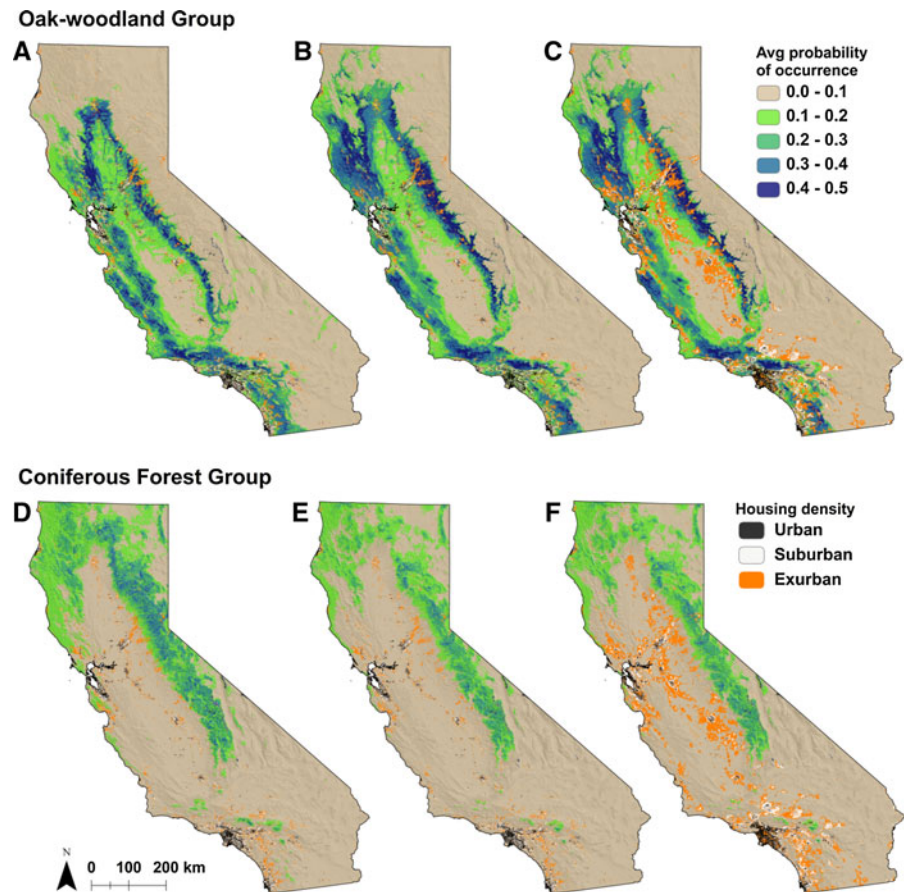 Oak-woodland Group
A
B
C
Avg probability
of occurrence
0.0 - 0.1
0.1 - 0.2
0.2 - 0.3
0.3 - 0.4
0.4 - 0.5
Coniferous Forest Group
D
E
F
Housing density
Urban
Suburban
Exurban
N
0 100 200 km